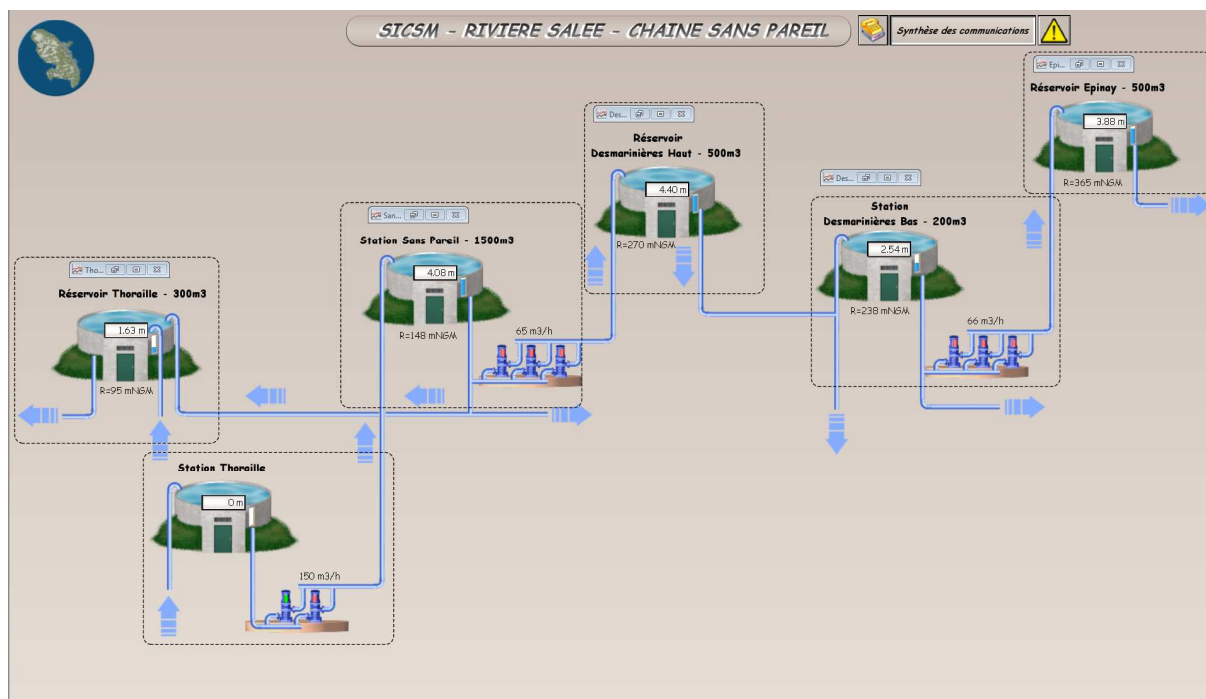 SICSM - RIVIERE SALEE - CHAINE SANS PAREIL
Synthèse des communications
Epi...
Réservoir Epinay - 500m3
3.88 m
R=365 mNGM
Des...
Réservoir
Desmarinières Haut - 500m3
4.40 m
R=270 mNGM
Des...
Station
Desmarinières Bas - 200m3
2.54 m
R=238 mNGM
66 m3/h
San...
Station Sans Pareil - 1500m3
4.08 m
R=148 mNGM
65 m3/h
Tho...
Réservoir Thoraille - 300m3
1.63 m
R=95 mNGM
Station Thoraille
0 m
150 m3/h